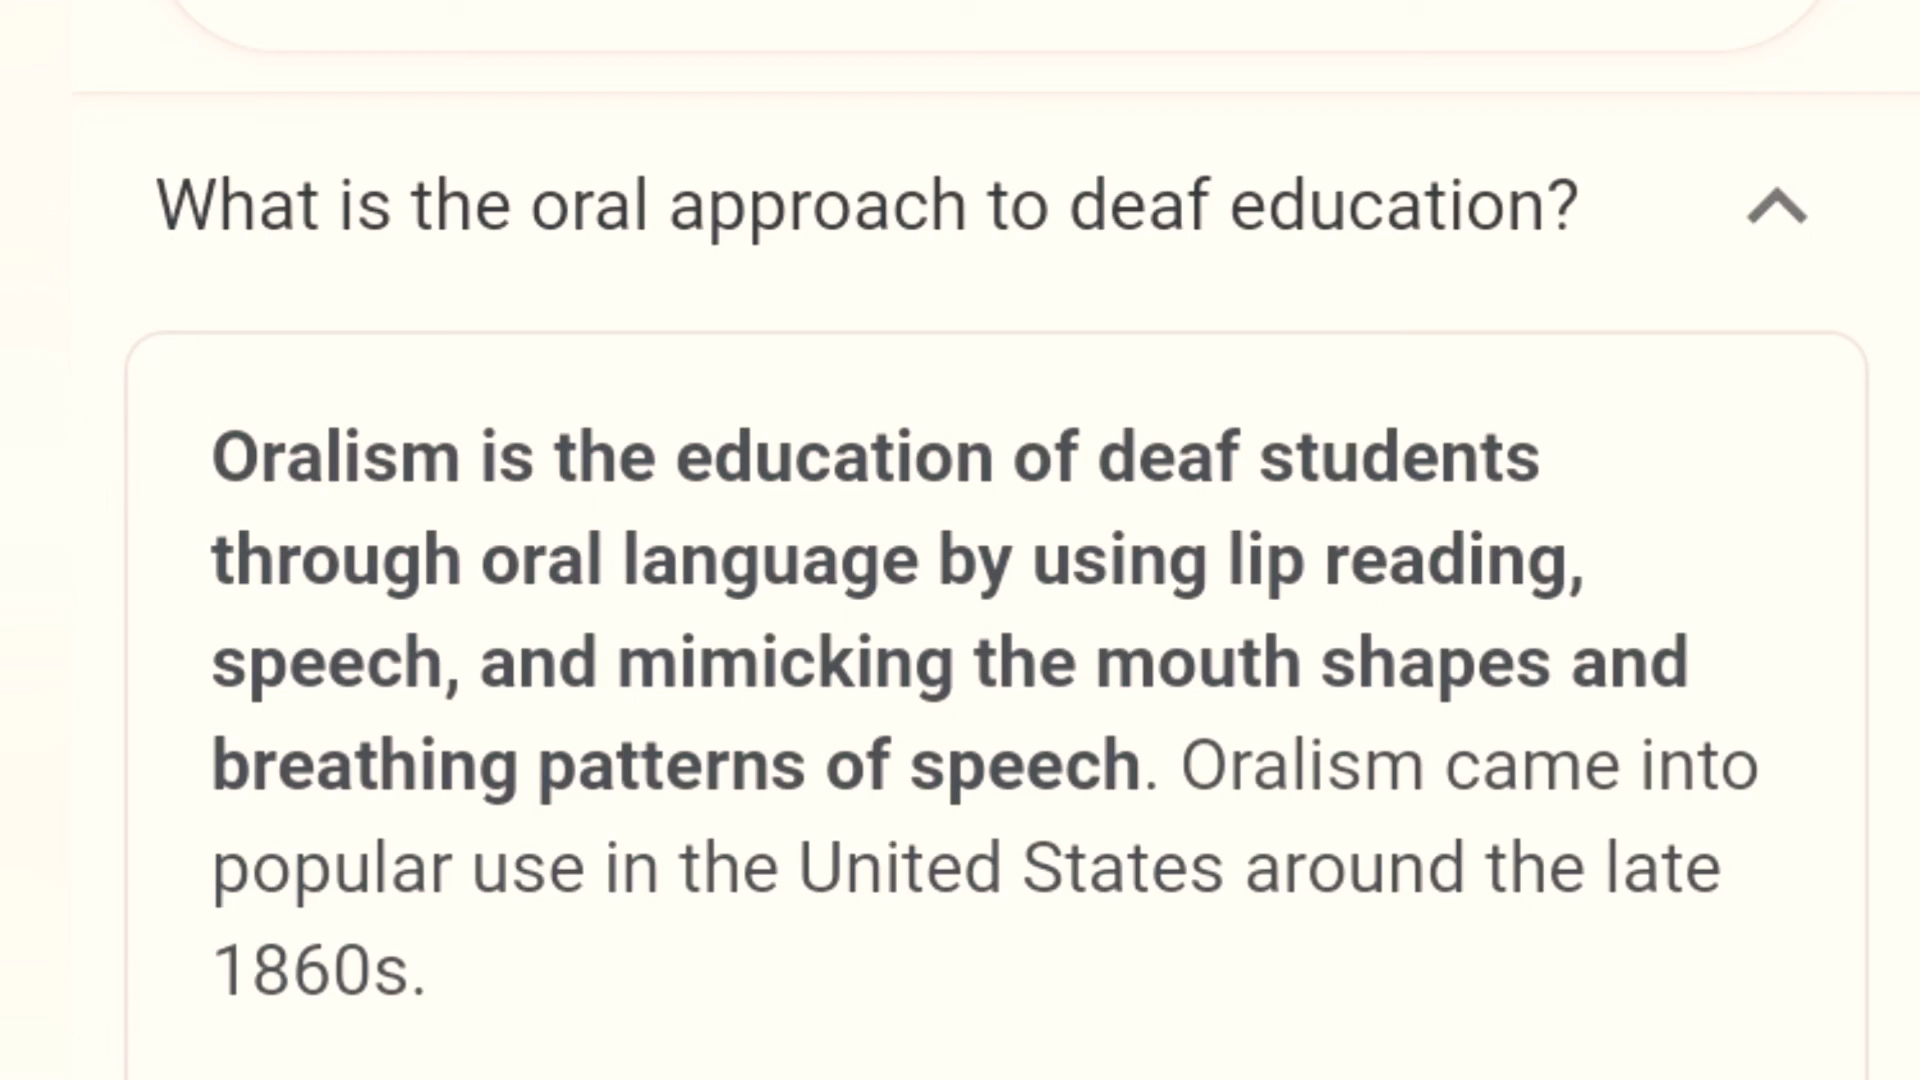 What is the oral approach to deaf education?
Oralism is the education of deaf students
through oral language by using lip reading,
speech, and mimicking the mouth shapes and
breathing patterns of speech. Oralism came into
popular use in the United States around the late
1860s.